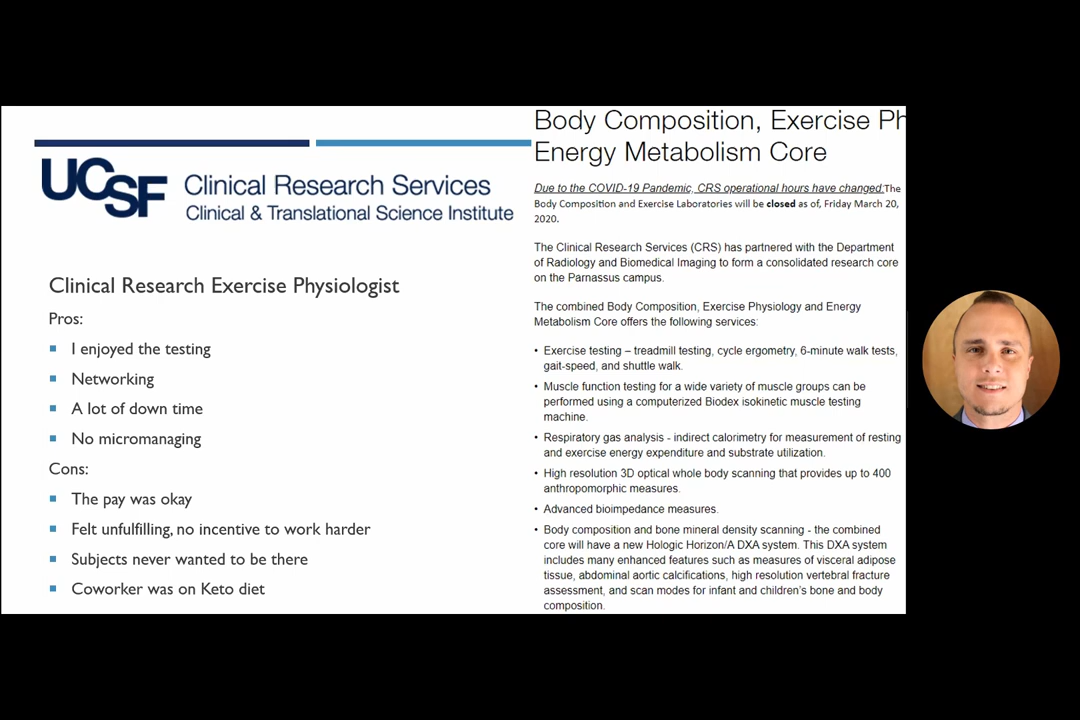 UCSF
Clinical Research Services
Clinical & Translational Science Institute
Clinical Research Exercise Physiologist
Pros:
▪ I enjoyed the testing
▪ Networking
▪ A lot of down time
▪ No micromanaging
Cons:
▪ The pay was okay
▪ Felt unfulfilling, no incentive to work harder
▪ Subjects never wanted to be there
▪ Coworker was on Keto diet
Body Composition, Exercise Ph
Energy Metabolism Core
Due to the COVID-19 Pandemic, CRS operational hours have changed:The
Body Composition and Exercise Laboratories will be closed as of, Friday March 20,
2020.
The Clinical Research Services (CRS) has partnered with the Department
of Radiology and Biomedical Imaging to form a consolidated research core
on the Parnassus campus.
The combined Body Composition, Exercise Physiology and Energy
Metabolism Core offers the following services:
• Exercise testing – treadmill testing, cycle ergometry, 6-minute walk tests,
gait-speed, and shuttle walk.
• Muscle function testing for a wide variety of muscle groups can be
performed using a computerized Biodex isokinetic muscle testing
machine.
• Respiratory gas analysis - indirect calorimetry for measurement of resting
and exercise energy expenditure and substrate utilization.
• High resolution 3D optical whole body scanning that provides up to 400
anthropomorphic measures.
• Advanced bioimpedance measures.
• Body composition and bone mineral density scanning - the combined
core will have a new Hologic Horizon/A DXA system. This DXA system
includes many enhanced features such as measures of visceral adipose
tissue, abdominal aortic calcifications, high resolution vertebral fracture
assessment, and scan modes for infant and children's bone and body
composition.